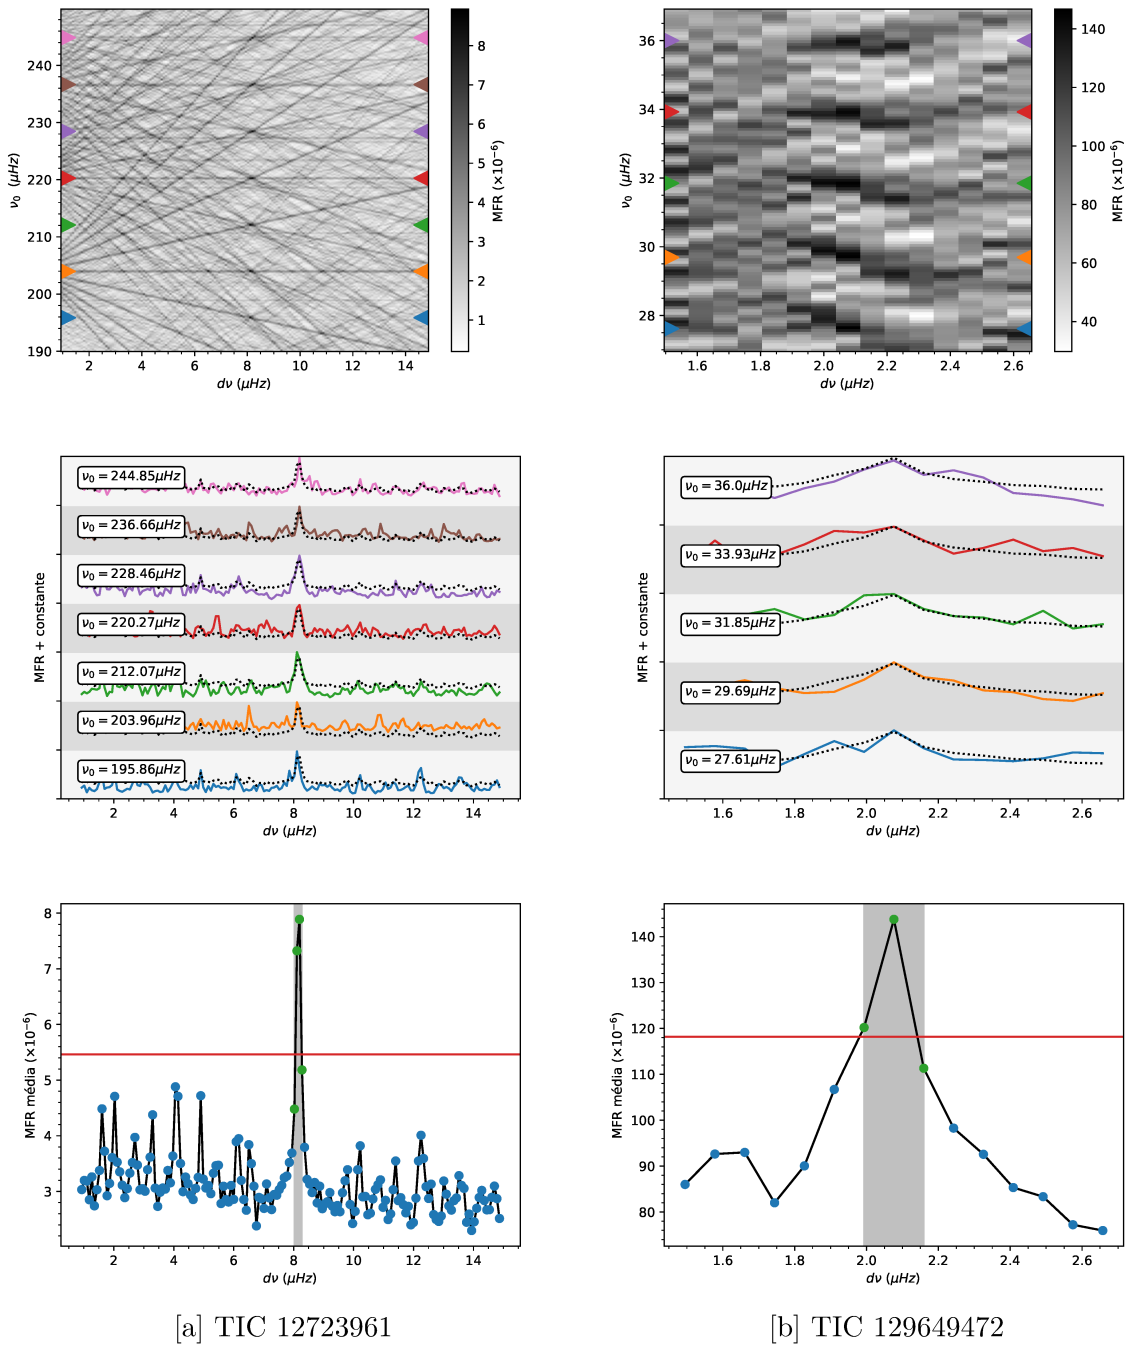 240
230
220
210
200
190
ν₀ (μHz)
2 4 6 8 10 12 14
dν (μHz)
8
7
6
5
4
3
2
1
MFR (×10⁻⁶)
36
34
32
30
28
ν₀ (μHz)
1.6 1.8 2.0 2.2 2.4 2.6
dν (μHz)
140
120
100
80
60
40
MFR (×10⁻⁶)
ν₀ = 244.85μHz
ν₀ = 236.66μHz
ν₀ = 228.46μHz
ν₀ = 220.27μHz
ν₀ = 212.07μHz
ν₀ = 203.96μHz
ν₀ = 195.86μHz
MFR + constante
2 4 6 8 10 12 14
dν (μHz)
ν₀ = 36.0μHz
ν₀ = 33.93μHz
ν₀ = 31.85μHz
ν₀ = 29.69μHz
ν₀ = 27.61μHz
MFR + constante
1.6 1.8 2.0 2.2 2.4 2.6
dν (μHz)
8
7
6
5
4
3
MFR média (×10⁻⁶)
2 4 6 8 10 12 14
dν (μHz)
140
130
120
110
100
90
80
MFR média (×10⁻⁶)
1.6 1.8 2.0 2.2 2.4 2.6
dν (μHz)
[a] TIC 12723961
[b] TIC 129649472